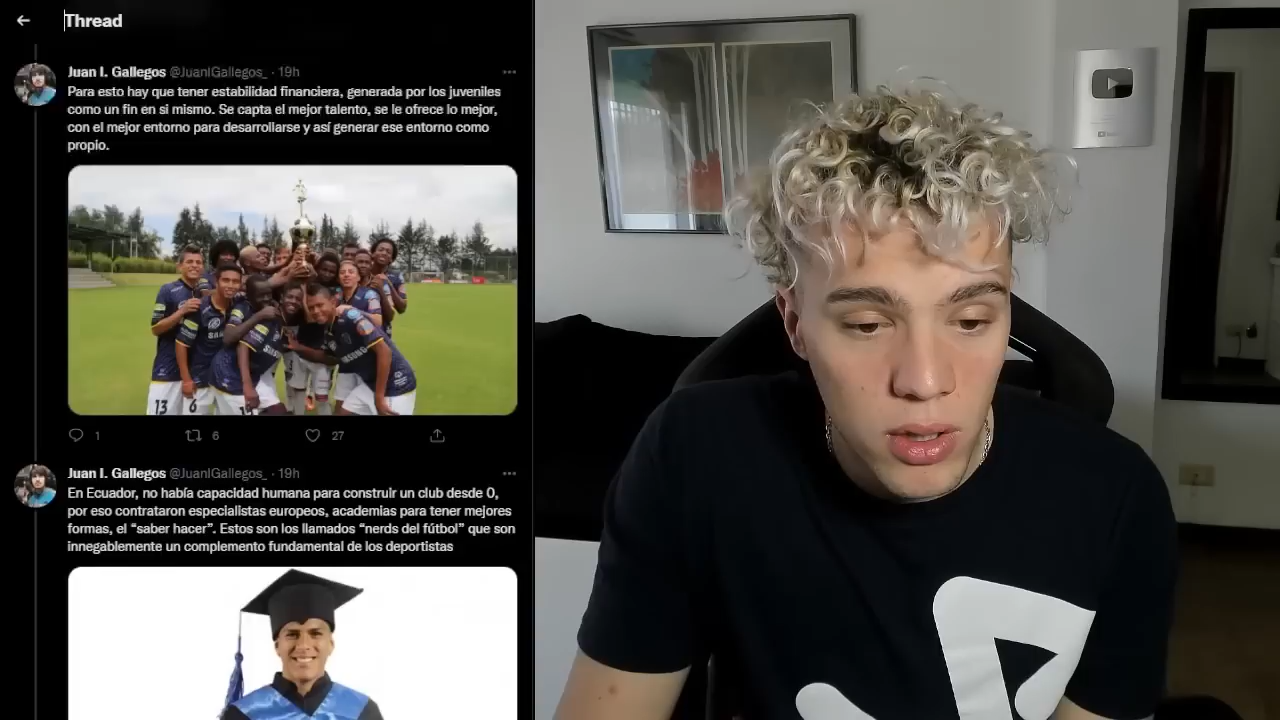 Thread
Juan I. Gallegos @JuanIGallegos_ · 19h
Para esto hay que tener estabilidad financiera, generada por los juveniles
como un fin en si mismo. Se capta el mejor talento, se le ofrece lo mejor,
con el mejor entorno para desarrollarse y así generar ese entorno como
propio.
13 6 19
1 6 27
Juan I. Gallegos @JuanIGallegos_ · 19h
En Ecuador, no había capacidad humana para construir un club desde 0,
por eso contrataron especialistas europeos, academias para tener mejores
formas, el “saber hacer”. Estos son los llamados “nerds del fútbol” que son
innegablemente un complemento fundamental de los deportistas